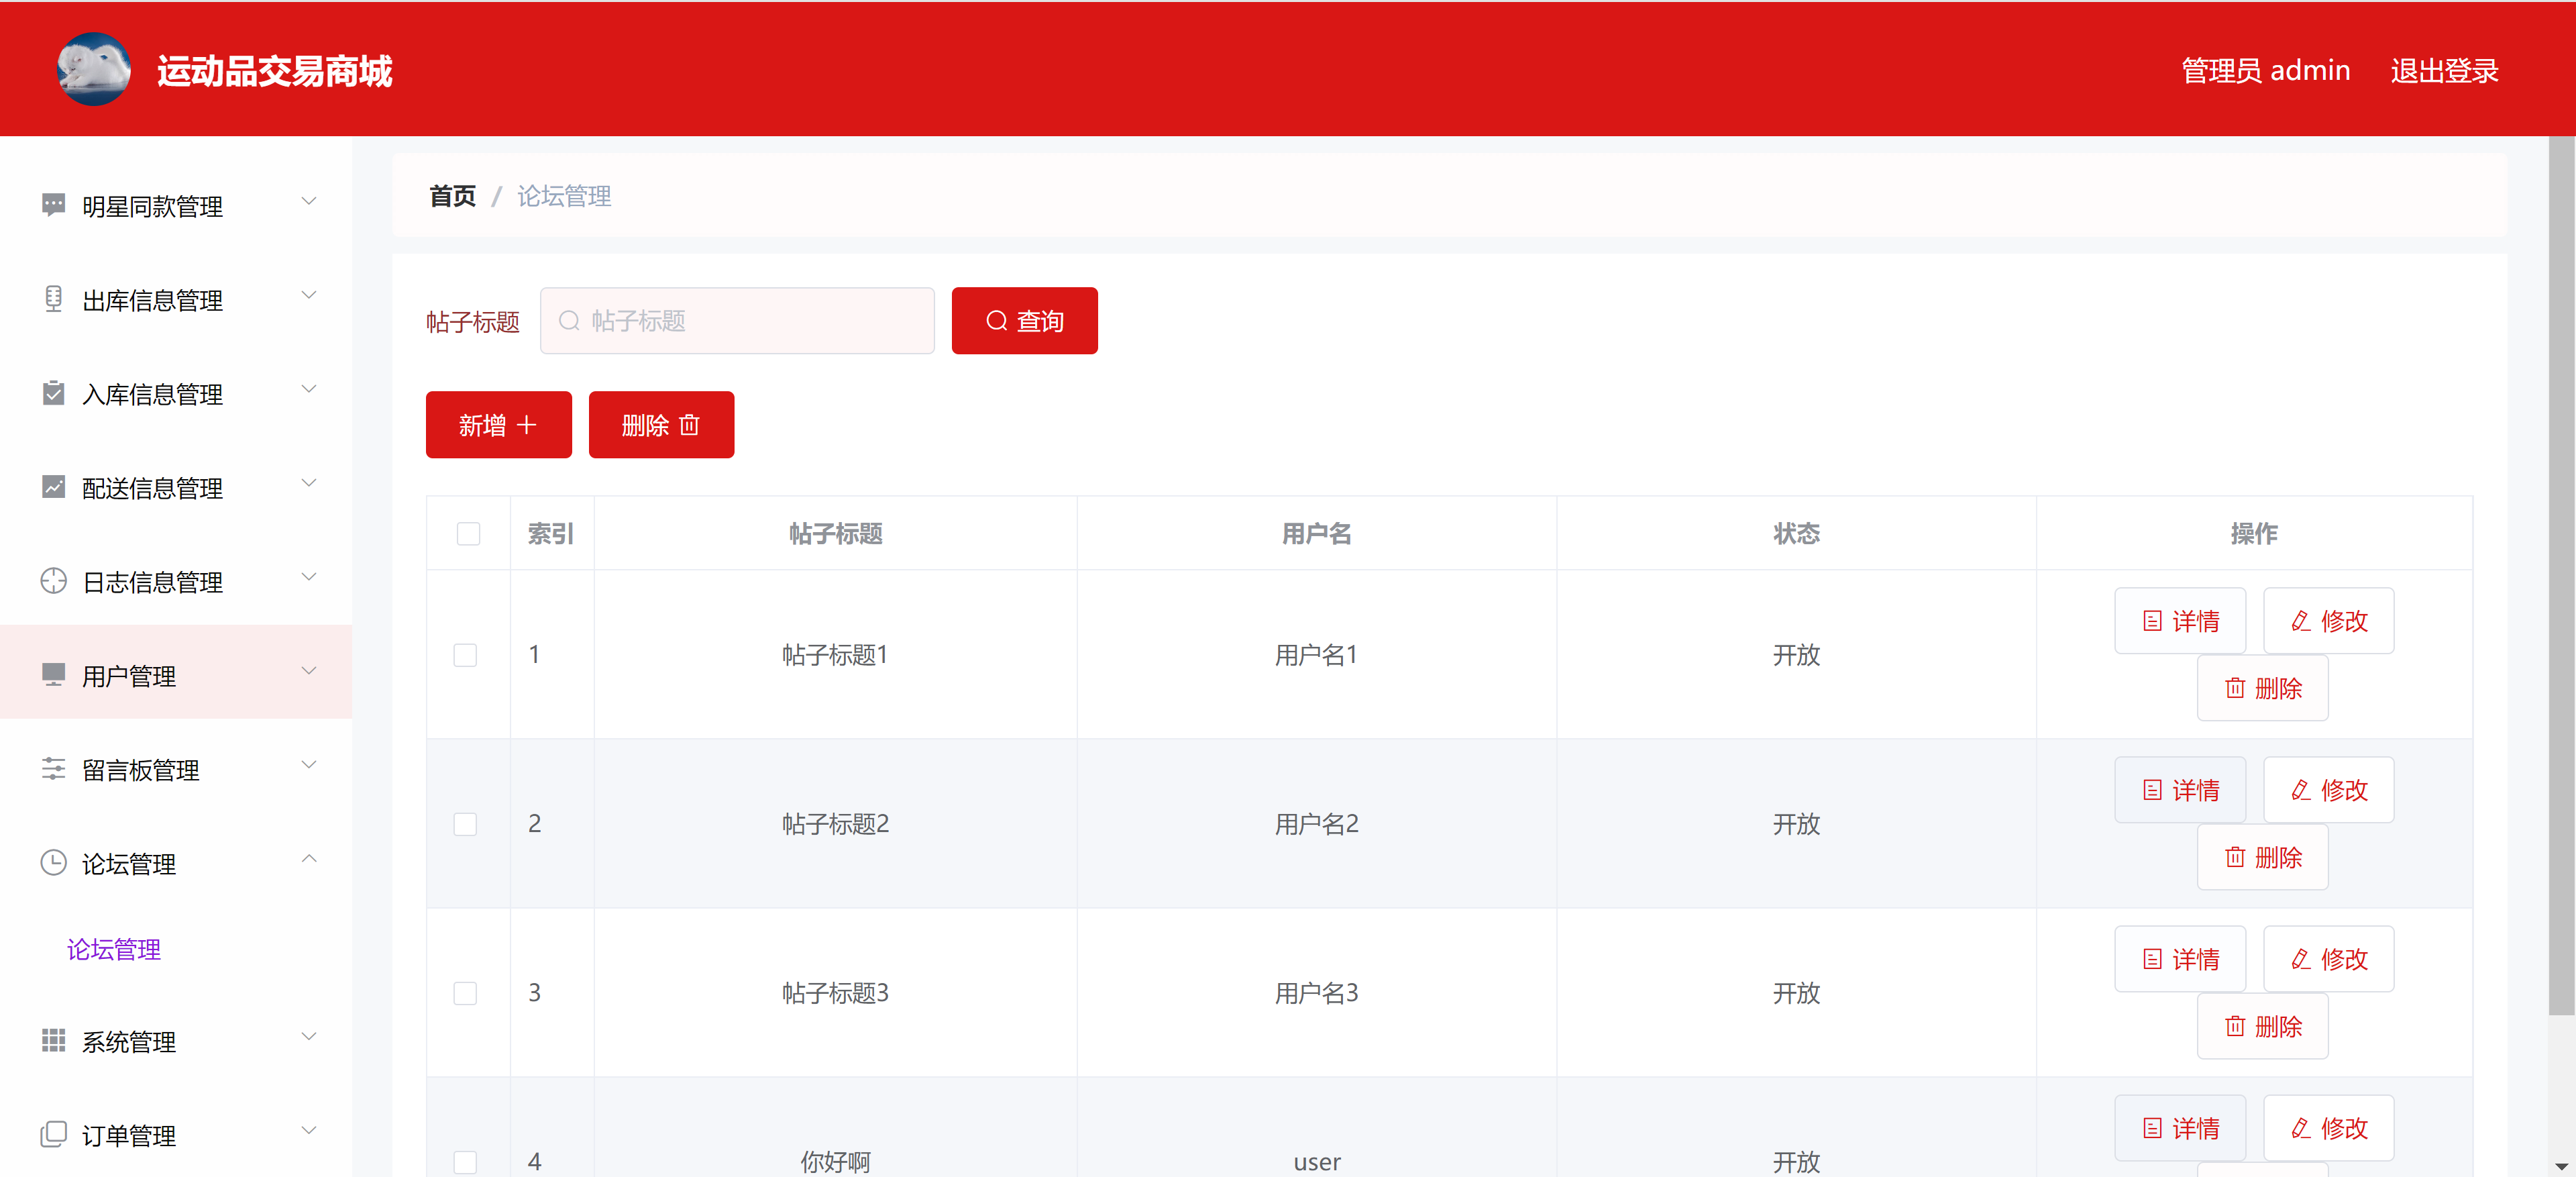 运动品交易商城
管理员 admin 退出登录
明星同款管理
出库信息管理
入库信息管理
配送信息管理
日志信息管理
用户管理
留言板管理
论坛管理
论坛管理
系统管理
订单管理
首页 / 论坛管理
帖子标题 帖子标题 查询
新增 删除
索引 帖子标题 用户名 状态 操作
1 帖子标题1 用户名1 开放 详情 修改
删除
2 帖子标题2 用户名2 开放 详情 修改
删除
3 帖子标题3 用户名3 开放 详情 修改
删除
4 你好啊 user 开放 详情 修改